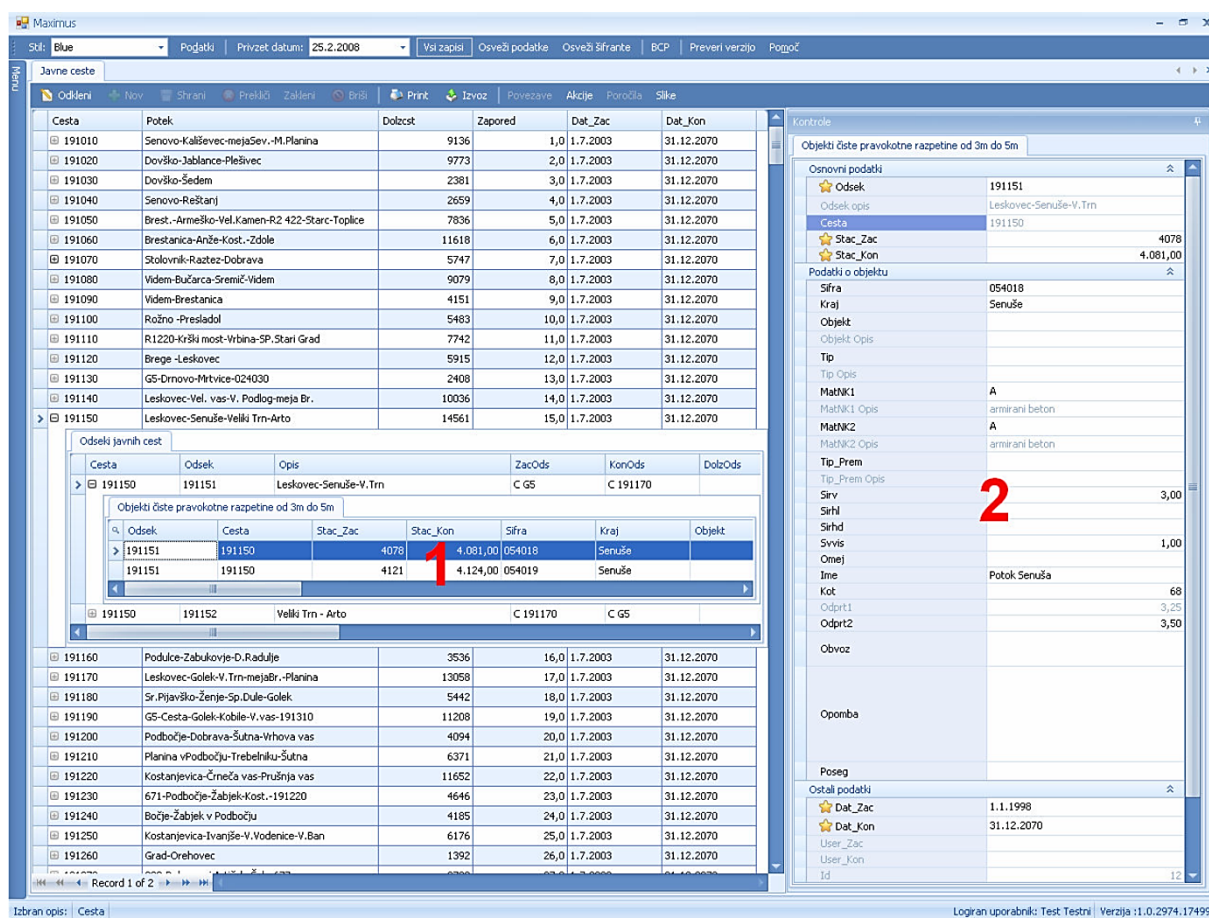 Maximus
Stil: Blue Podatki Privzet datum: 25.2.2008 Vsi zapisi Osveži podatke Osveži šifrante BCP Preveri verzijo Pomoč
Menu
Javne ceste
Odkleni Nov Shrani Prekliči Zakleni Briši Print Izvoz Povezave Akcije Poročila Slike
Cesta Potek Dolzcst Zapored Dat_Zac Dat_Kon
191010 Senovo-Kališevec-mejaSev.-M.Planina 9136 1,0 1.7.2003 31.12.2070
191020 Dovško-Jablance-Plešivec 9773 2,0 1.7.2003 31.12.2070
191030 Dovško-Šedem 2381 3,0 1.7.2003 31.12.2070
191040 Senovo-Reštanj 2659 4,0 1.7.2003 31.12.2070
191050 Brest.-Armeško-Vel.Kamen-R2 422-Starc-Toplice 7836 5,0 1.7.2003 31.12.2070
191060 Brestanica-Anže-Kost.-Zdole 11618 6,0 1.7.2003 31.12.2070
191070 Stolovnik-Raztez-Dobrava 5747 7,0 1.7.2003 31.12.2070
191080 Videm-Bučarca-Sremič-Videm 9079 8,0 1.7.2003 31.12.2070
191090 Videm-Brestanica 4151 9,0 1.7.2003 31.12.2070
191100 Rožno -Presladol 5483 10,0 1.7.2003 31.12.2070
191110 R1220-Krški most-Vrbina-SP.Stari Grad 7742 11,0 1.7.2003 31.12.2070
191120 Brege -Leskovec 5915 12,0 1.7.2003 31.12.2070
191130 G5-Drnovo-Mrtvice-024030 2408 13,0 1.7.2003 31.12.2070
191140 Leskovec-Vel. vas-V. Podlog-meja Br. 10036 14,0 1.7.2003 31.12.2070
191150 Leskovec-Senuše-Veliki Trn-Arto 14561 15,0 1.7.2003 31.12.2070
Odseki javnih cest
Cesta Odsek Opis ZacOds KonOds DolzOds
191150 191151 Leskovec-Senuše-V.Trn C G5 C 191170
Objekti čiste pravokotne razpetine od 3m do 5m
Odsek Cesta Stac_Zac Stac_Kon Sifra Kraj Objekt
191151 191150 4078 4.081,00 054018 Senuše
191151 191150 4121 4.124,00 054019 Senuše
1
191150 191152 Veliki Trn - Arto C 191170 C G5
191160 Podulce-Zabukovje-D.Radulje 3536 16,0 1.7.2003 31.12.2070
191170 Leskovec-Golek-V.Trn-mejaBr.-Planina 13058 17,0 1.7.2003 31.12.2070
191180 Sr.Pijavško-Ženje-Sp.Dule-Golek 5442 18,0 1.7.2003 31.12.2070
191190 G5-Cesta-Golek-Kobile-V.vas-191310 11208 19,0 1.7.2003 31.12.2070
191200 Podbočje-Dobrava-Šutna-Vrhova vas 4094 20,0 1.7.2003 31.12.2070
191210 Planina vPodbočju-Trebelniku-Šutna 6371 21,0 1.7.2003 31.12.2070
191220 Kostanjevica-Črneča vas-Prušnja vas 11652 22,0 1.7.2003 31.12.2070
191230 671-Podbočje-Žabjek-Kost.-191220 4646 23,0 1.7.2003 31.12.2070
191240 Bočje-Žabjek v Podbočju 4185 24,0 1.7.2003 31.12.2070
191250 Kostanjevica-Ivanjše-V.Vodenice-V.Ban 6176 25,0 1.7.2003 31.12.2070
191260 Grad-Orehovec 1392 26,0 1.7.2003 31.12.2070
Record 1 of 2
Kontrole
Objekti čiste pravokotne razpetine od 3m do 5m
Osnovni podatki
Odsek 191151
Odsek opis Leskovec-Senuše-V.Trn
Cesta 191150
Stac_Zac 4078
Stac_Kon 4.081,00
Podatki o objektu
Sifra 054018
Kraj Senuše
Objekt
Objekt Opis
Tip
Tip Opis
MatNK1 A
MatNK1 Opis armirani beton
MatNK2 A
MatNK2 Opis armirani beton
Tip_Prem
Tip_Prem Opis
2
Sirv 3,00
Sirhl
Sirhd
Svvis 1,00
Omej
Ime Potok Senuša
Kot 68
Odprt1 3,25
Odprt2 3,50
Obvoz
Opomba
Poseg
Ostali podatki
Dat_Zac 1.1.1998
Dat_Kon 31.12.2070
User_Zac
User_Kon
Id 12
Izbran opis: Cesta Logiran uporabnik: Test Testni Verzija :1.0.2974.17499